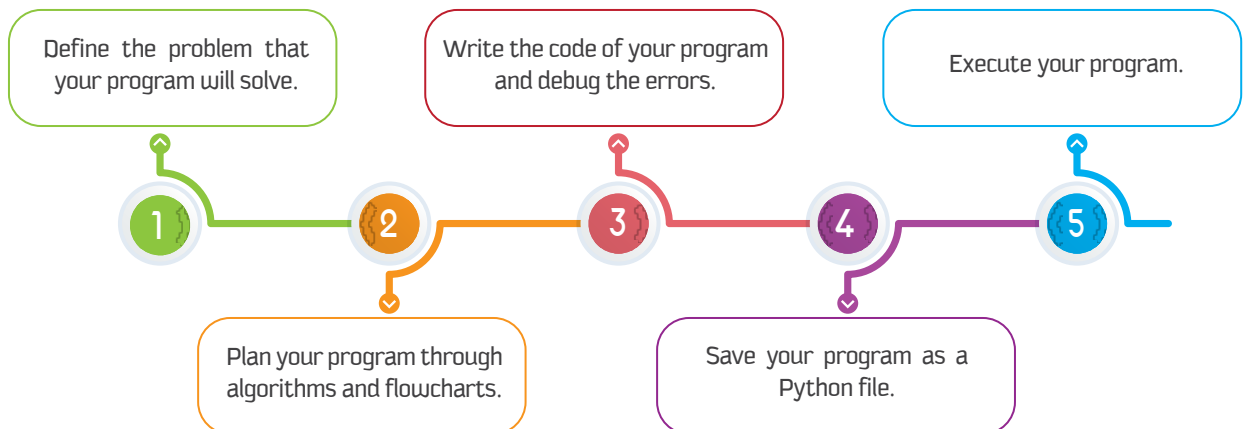 1
Define the problem that
your program will solve.
2
Plan your program through
algorithms and flowcharts.
3
Write the code of your program
and debug the errors.
4
Save your program as a
Python file.
5
Execute your program.